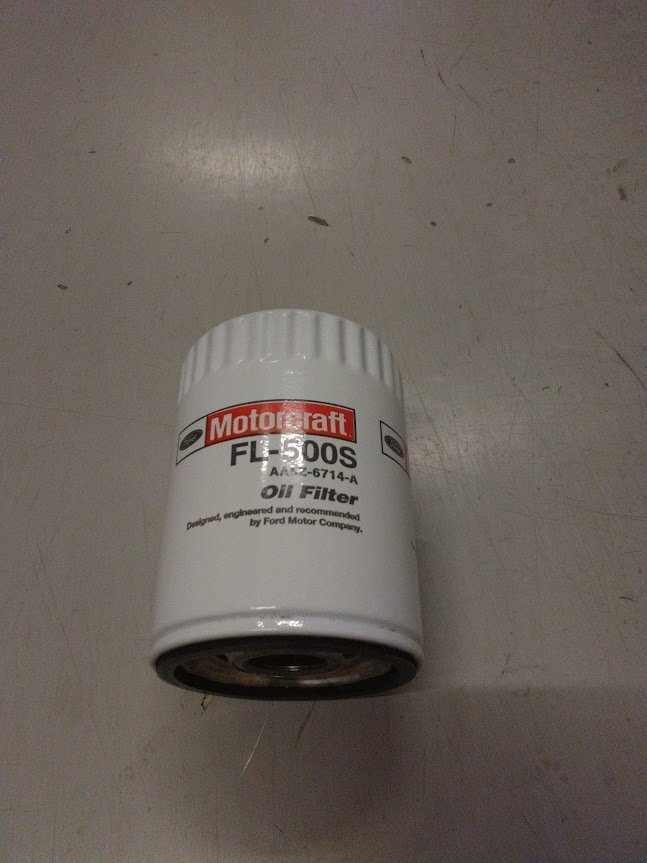 Motorcraft
FL-500S
AA5Z-6714-A
Oil Filter
Designed, engineered and recommended
by Ford Motor Company.